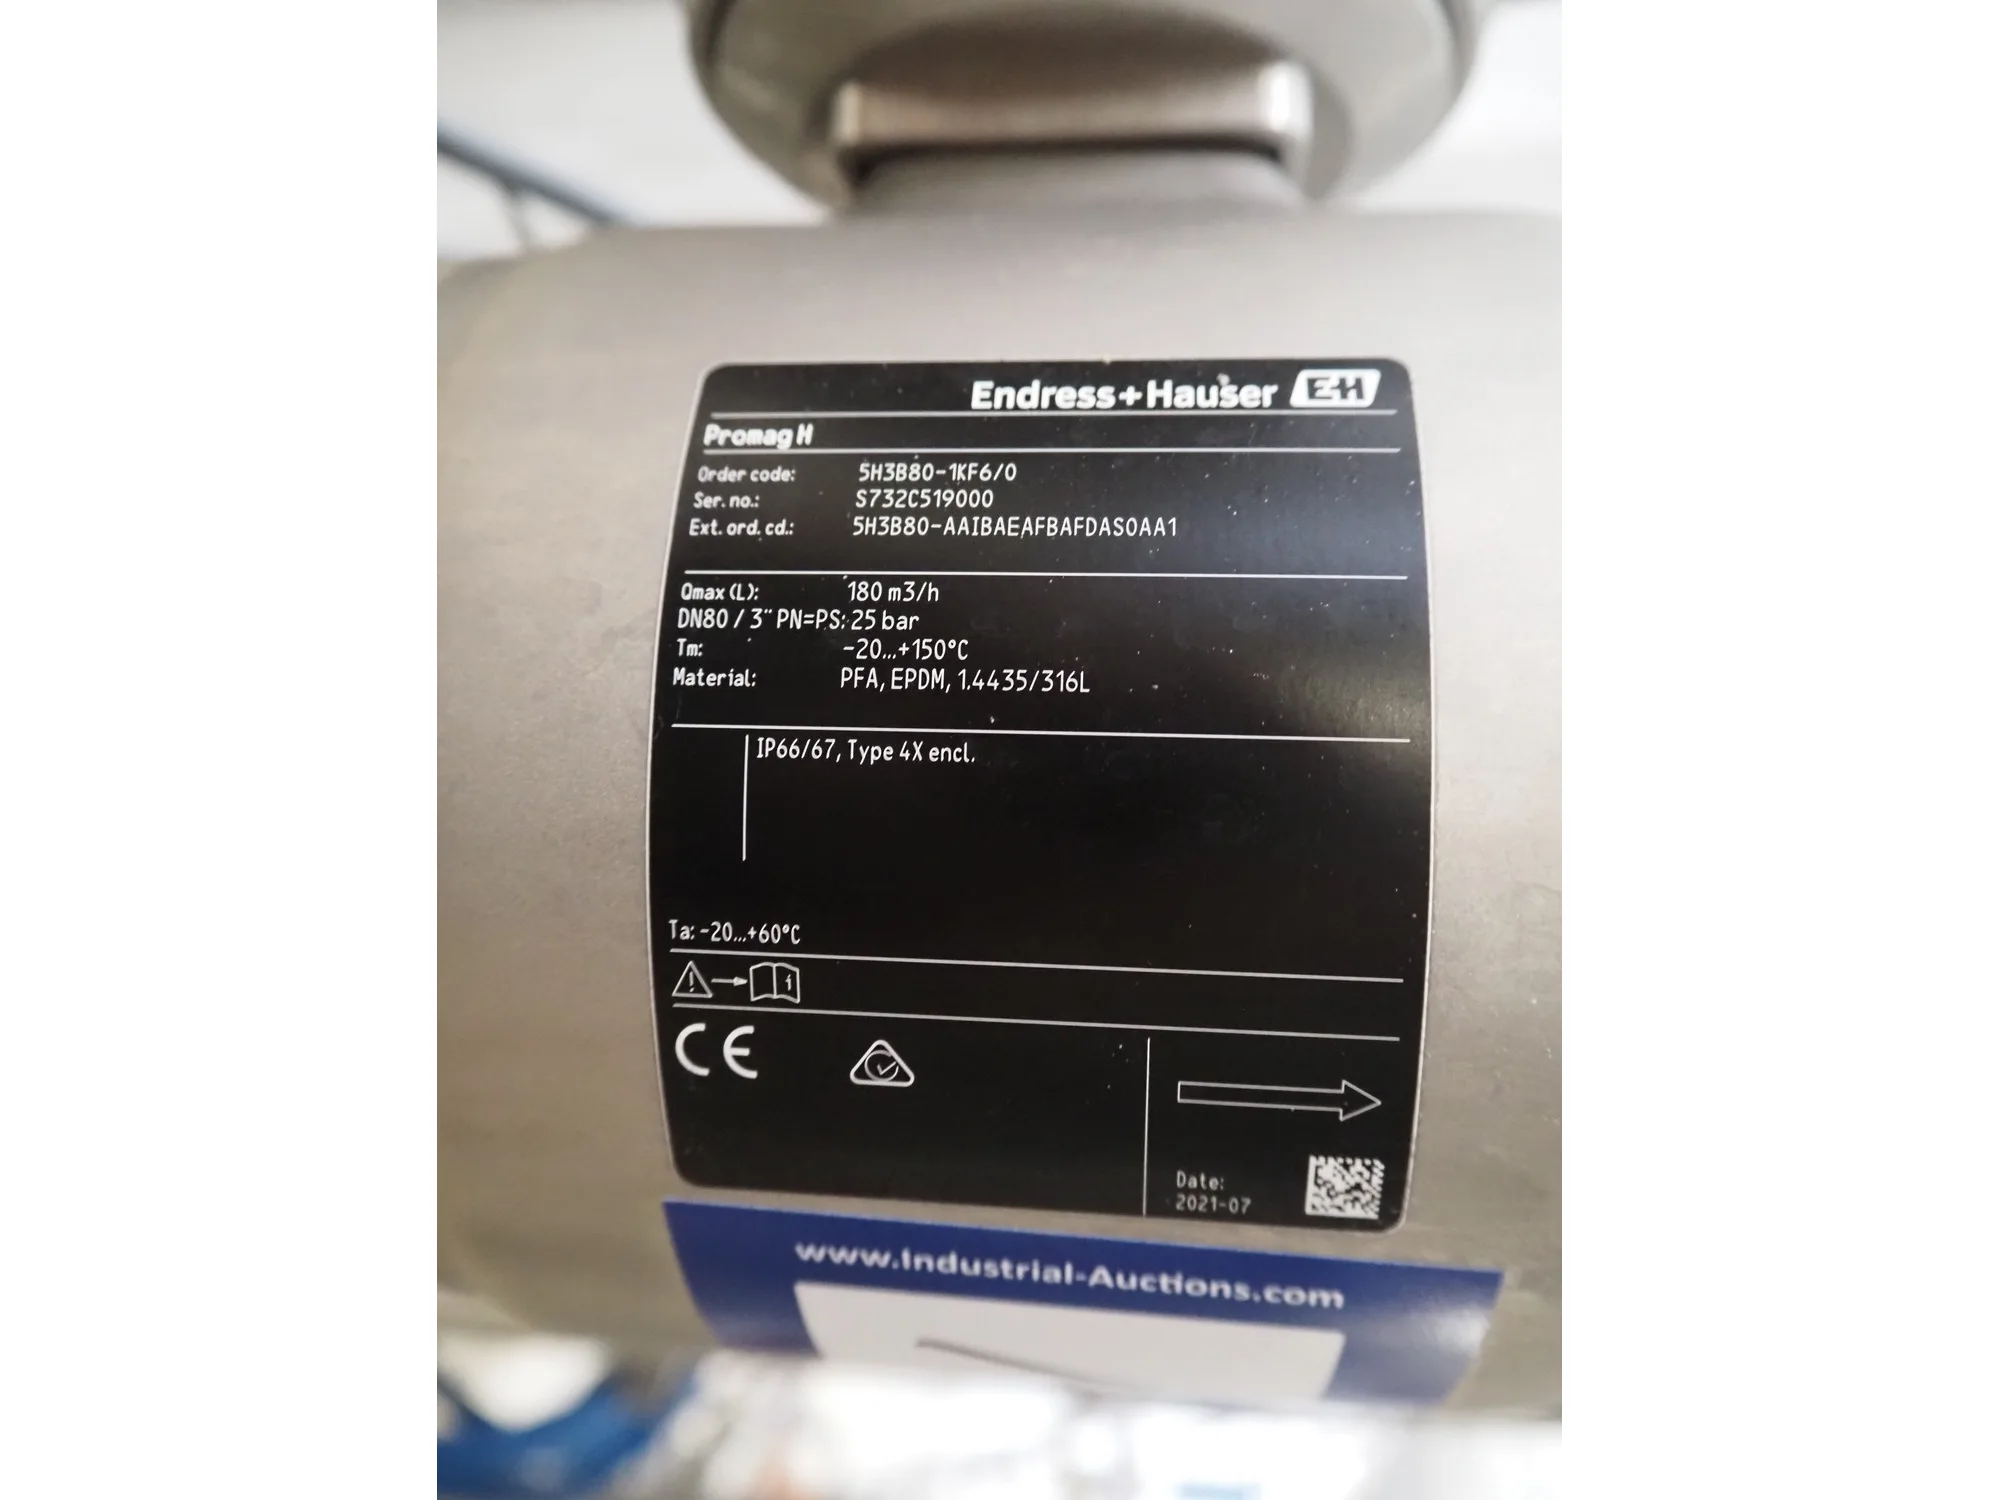 Endress+Hauser EH
Promag H
Order code: 5H3B80-1KF6/0
Ser. no.: S732C519000
Ext. ord. cd.: 5H3B80-AAIBAEAFBAFDAS0AA1
Qmax (L): 180 m3/h
DN80 / 3" PN=PS: 25 bar
Tm: -20...+150°C
Material: PFA, EPDM, 1.4435/316L
IP66/67, Type 4X encl.
Ta: -20...+60°C
i
CE
Date:
2021-07
www.Industrial-Auctions.com